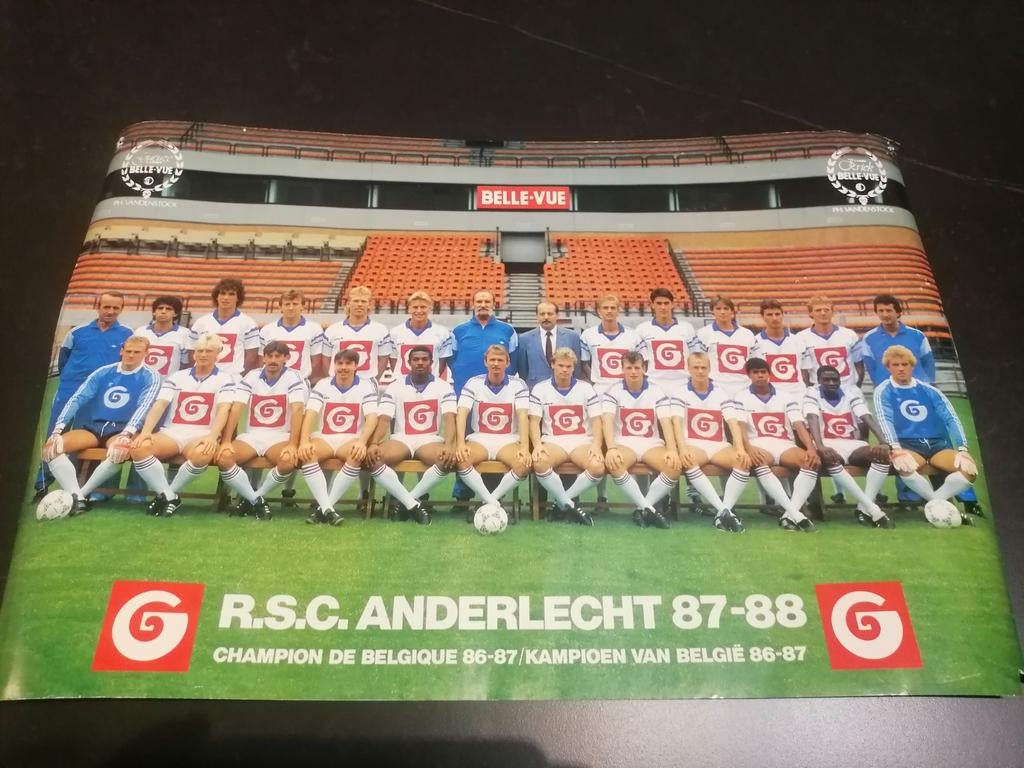 BELLE-VUE
PH. VANDENSTOCK
BELLE-VUE
Gerick
BELLE-VUE
PH. VANDENSTOCK
G G G G G G G G G
G G G G G G G G G G G G
G
R.S.C. ANDERLECHT 87-88
G
CHAMPION DE BELGIQUE 86-87/KAMPIOEN VAN BELGIË 86-87